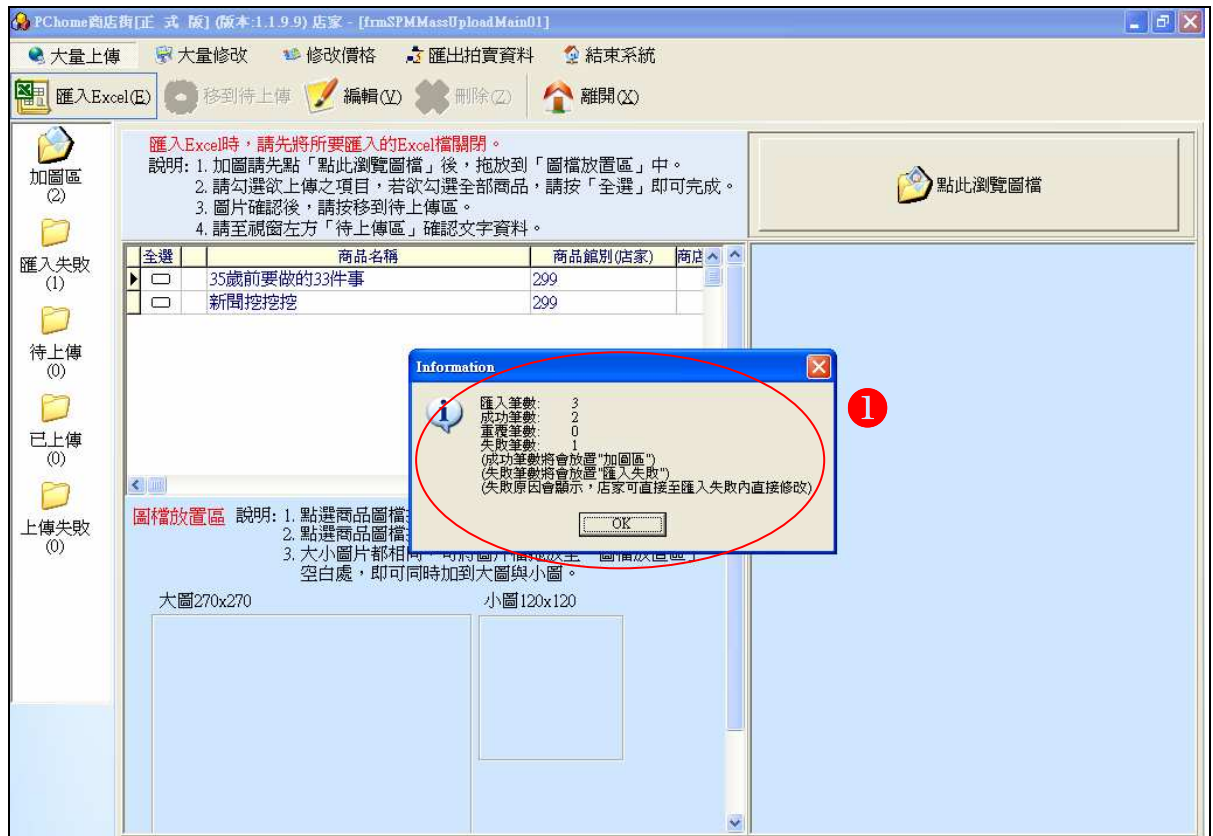 PChome商店街[正 式 版] (版本:1.1.9.9) 店家 - [frmSPMMassUploadMain01]
大量上傳 大量修改 修改價格 匯出拍賣資料 結束系統
匯入Excel(E) 移到待上傳 編輯(V) 刪除(Z) 離開(X)
加圖區
(2)
匯入失敗
(1)
待上傳
(0)
已上傳
(0)
上傳失敗
(0)
匯入Excel時，請先將所要匯入的Excel檔關閉。
說明: 1. 加圖請先點「點此瀏覽圖檔」後，拖放到「圖檔放置區」中。
2. 請勾選欲上傳之項目，若欲勾選全部商品，請按「全選」即可完成。
3. 圖片確認後，請按移到待上傳區。
4. 請至視窗左方「待上傳區」確認文字資料。
點此瀏覽圖檔
全選 商品名稱 商品館別(店家) 商店
35歲前要做的33件事 299
新聞挖挖挖 299
Information
匯入筆數: 3
成功筆數: 2
重覆筆數: 0
失敗筆數: 1
(成功筆數將會放置"加圖區")
(失敗筆數將會放置"匯入失敗")
(失敗原因會顯示，店家可直接至匯入失敗內直接修改)
OK
1
圖檔放置區 說明: 1. 點選商品圖檔
2. 點選商品圖檔
3. 大小圖片都相同，可將圖片檔拖放至「圖檔放置區」
空白處，即可同時加到大圖與小圖。
大圖270x270 小圖120x120